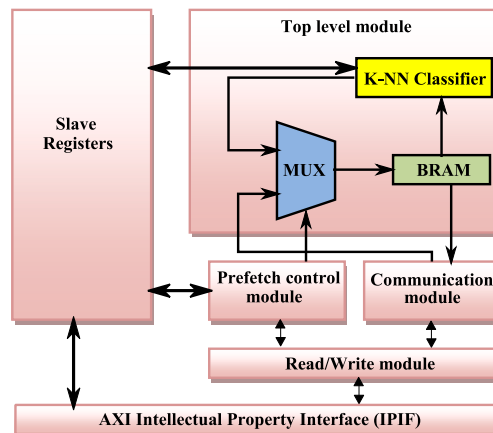 Top level module
K-NN Classifier
Slave
Registers
MUX
BRAM
Prefetch control
module
Communication
module
Read/Write module
AXI Intellectual Property Interface (IPIF)